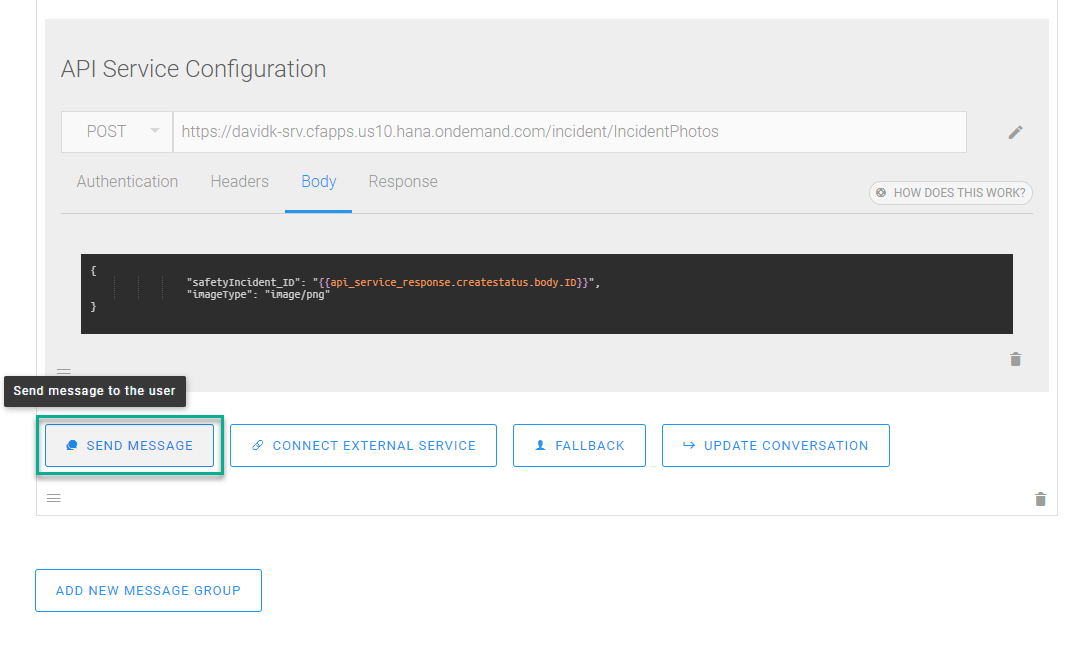 API Service Configuration
POST https://davidk-srv.cfapps.us10.hana.ondemand.com/incident/IncidentPhotos
Authentication Headers Body Response
HOW DOES THIS WORK?
{
"safetyIncident_ID": "{{api_service_response.createstatus.body.ID}}",
"imageType": "image/png"
}
Send message to the user
SEND MESSAGE CONNECT EXTERNAL SERVICE FALLBACK UPDATE CONVERSATION
ADD NEW MESSAGE GROUP